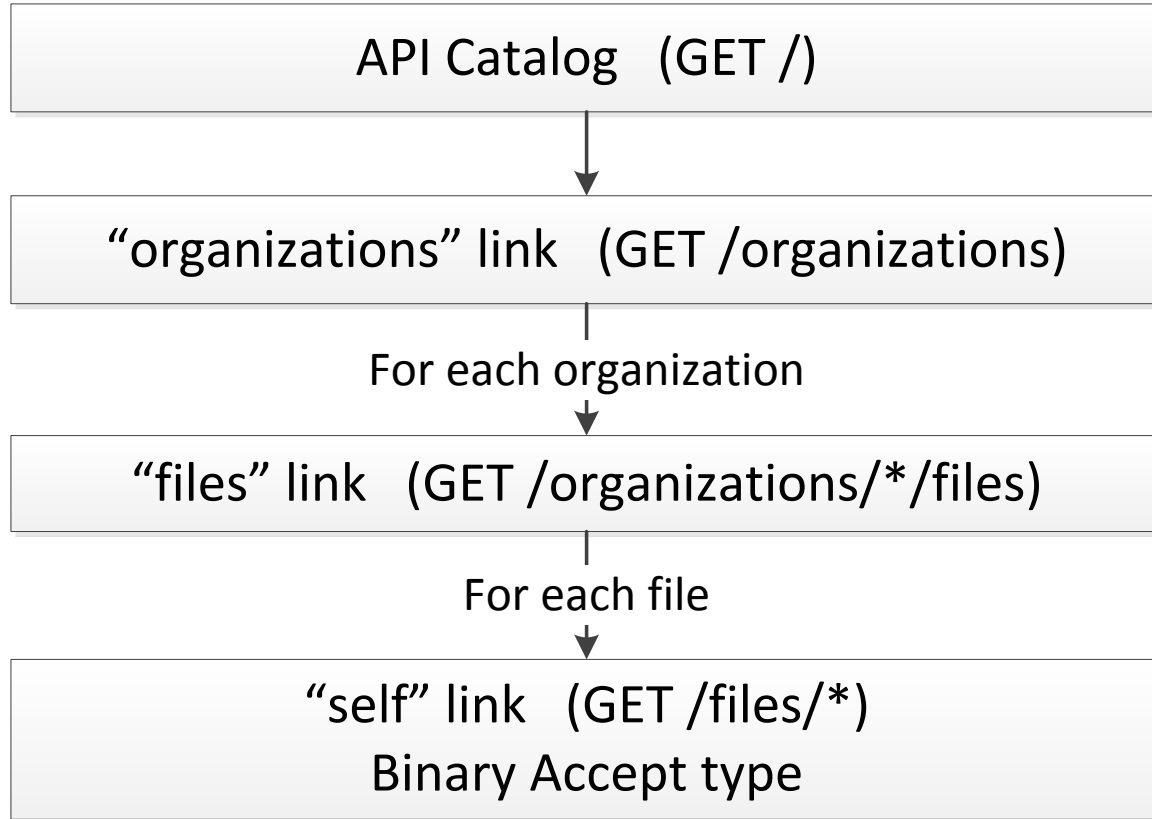 API Catalog (GET /)
“organizations” link (GET /organizations)
For each organization
“files” link (GET /organizations/*/files)
For each file
“self” link (GET /files/*)
Binary Accept type